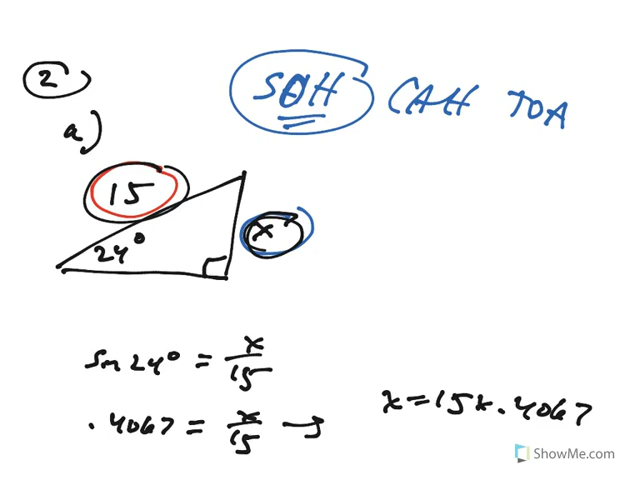 2
SOH CAH TOA
a)
15
x
24°
sin 24° = x/15
.4067 = x/15 → x = 15 x .4067
ShowMe.com